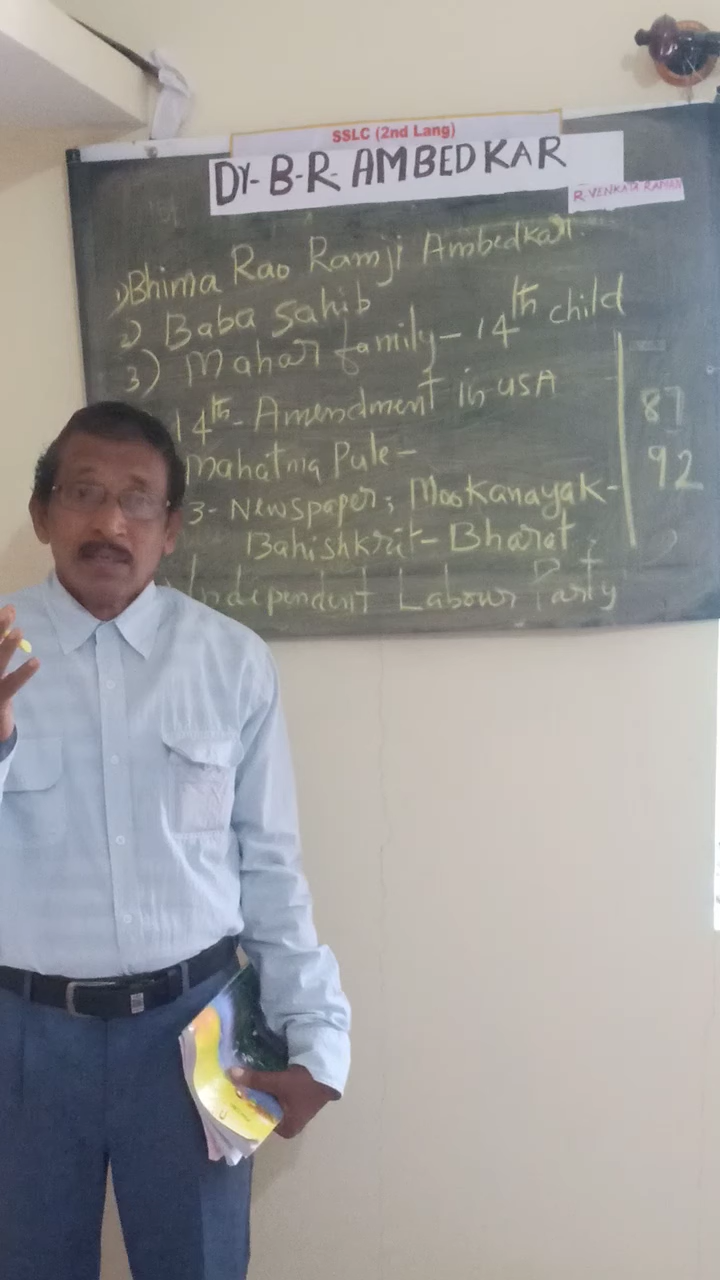 SSLC (2nd Lang)
Dr- B-R- AMBEDKAR
R. VENKATA RAMAN
1) Bhima Rao Ramji Ambedkar.
2) Baba Sahib
3) Mahar family - 14th child
14th - Amendment in USA
87
Mahatma Pule -
92
3 - Newspaper; Mookanayak -
Bahishkrit - Bharat.
Independent Labour Party